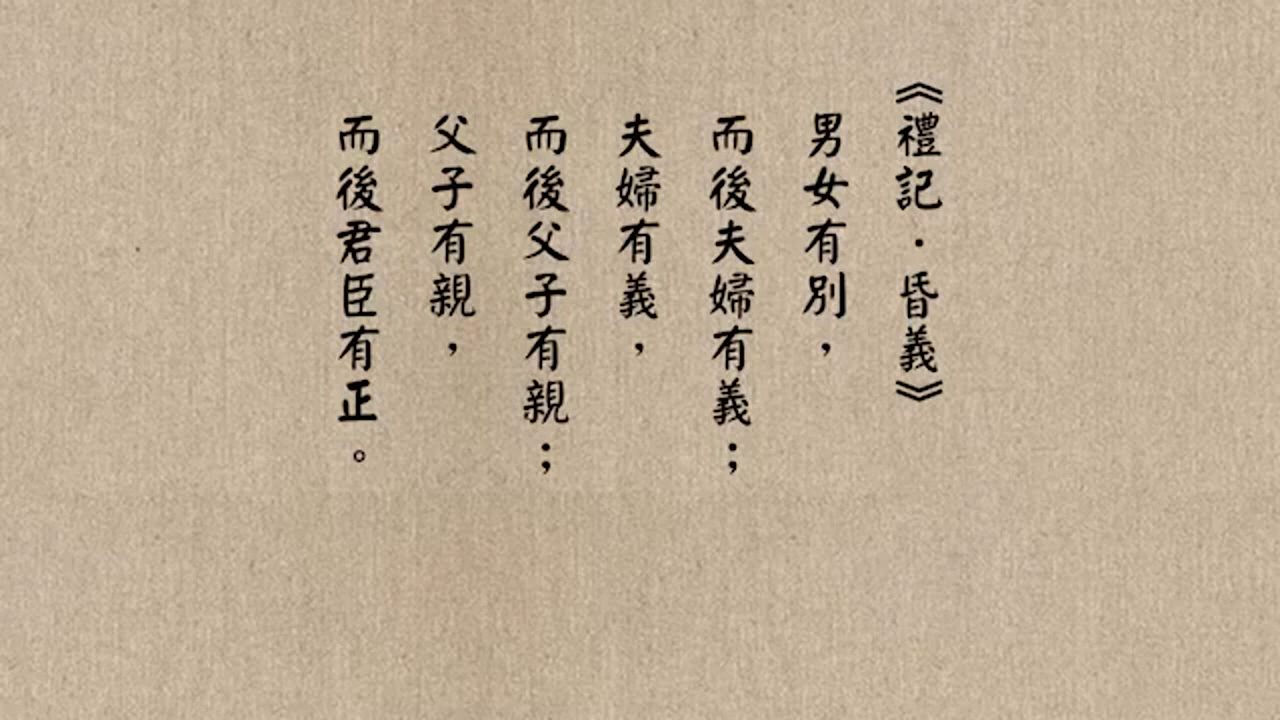 《禮記．昏義》
男女有別，
而後夫婦有義；
夫婦有義，
而後父子有親；
父子有親，
而後君臣有正。